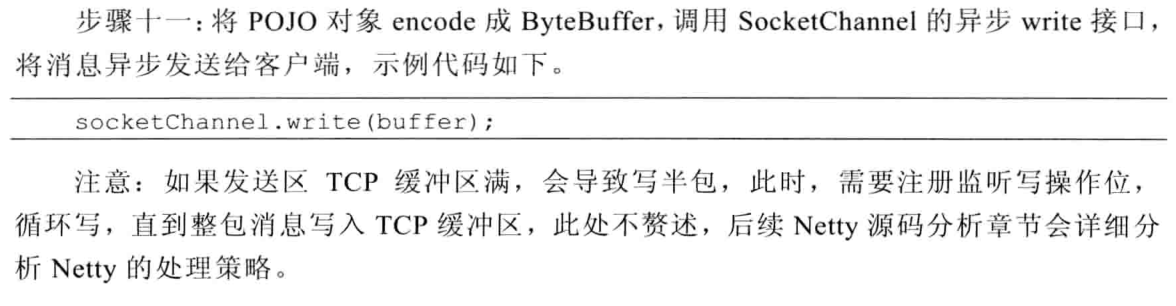 步骤十一：将 POJO 对象 encode 成 ByteBuffer，调用 SocketChannel 的异步 write 接口，
将消息异步发送给客户端，示例代码如下。
socketChannel.write(buffer);
注意：如果发送区 TCP 缓冲区满，会导致写半包，此时，需要注册监听写操作位，
循环写，直到整包消息写入 TCP 缓冲区，此处不赘述，后续 Netty 源码分析章节会详细分
析 Netty 的处理策略。